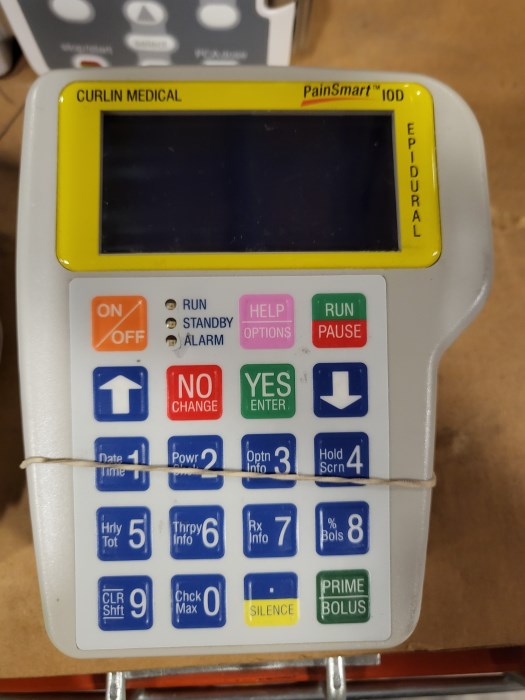 CURLIN MEDICAL
PainSmart™ IOD
EPIDURAL
ON
OFF
RUN
STANDBY
ALARM
HELP
OPTIONS
RUN
PAUSE
NO
CHANGE
YES
ENTER
Date
Time 1
Powr
2
Optn
Info 3
Hold
Scrn 4
Hrly
Tot 5
Thrpy
Info 6
Rx
Info 7
%
Bols 8
CLR
Shft 9
Chck
Max 0
.
SILENCE
PRIME
BOLUS